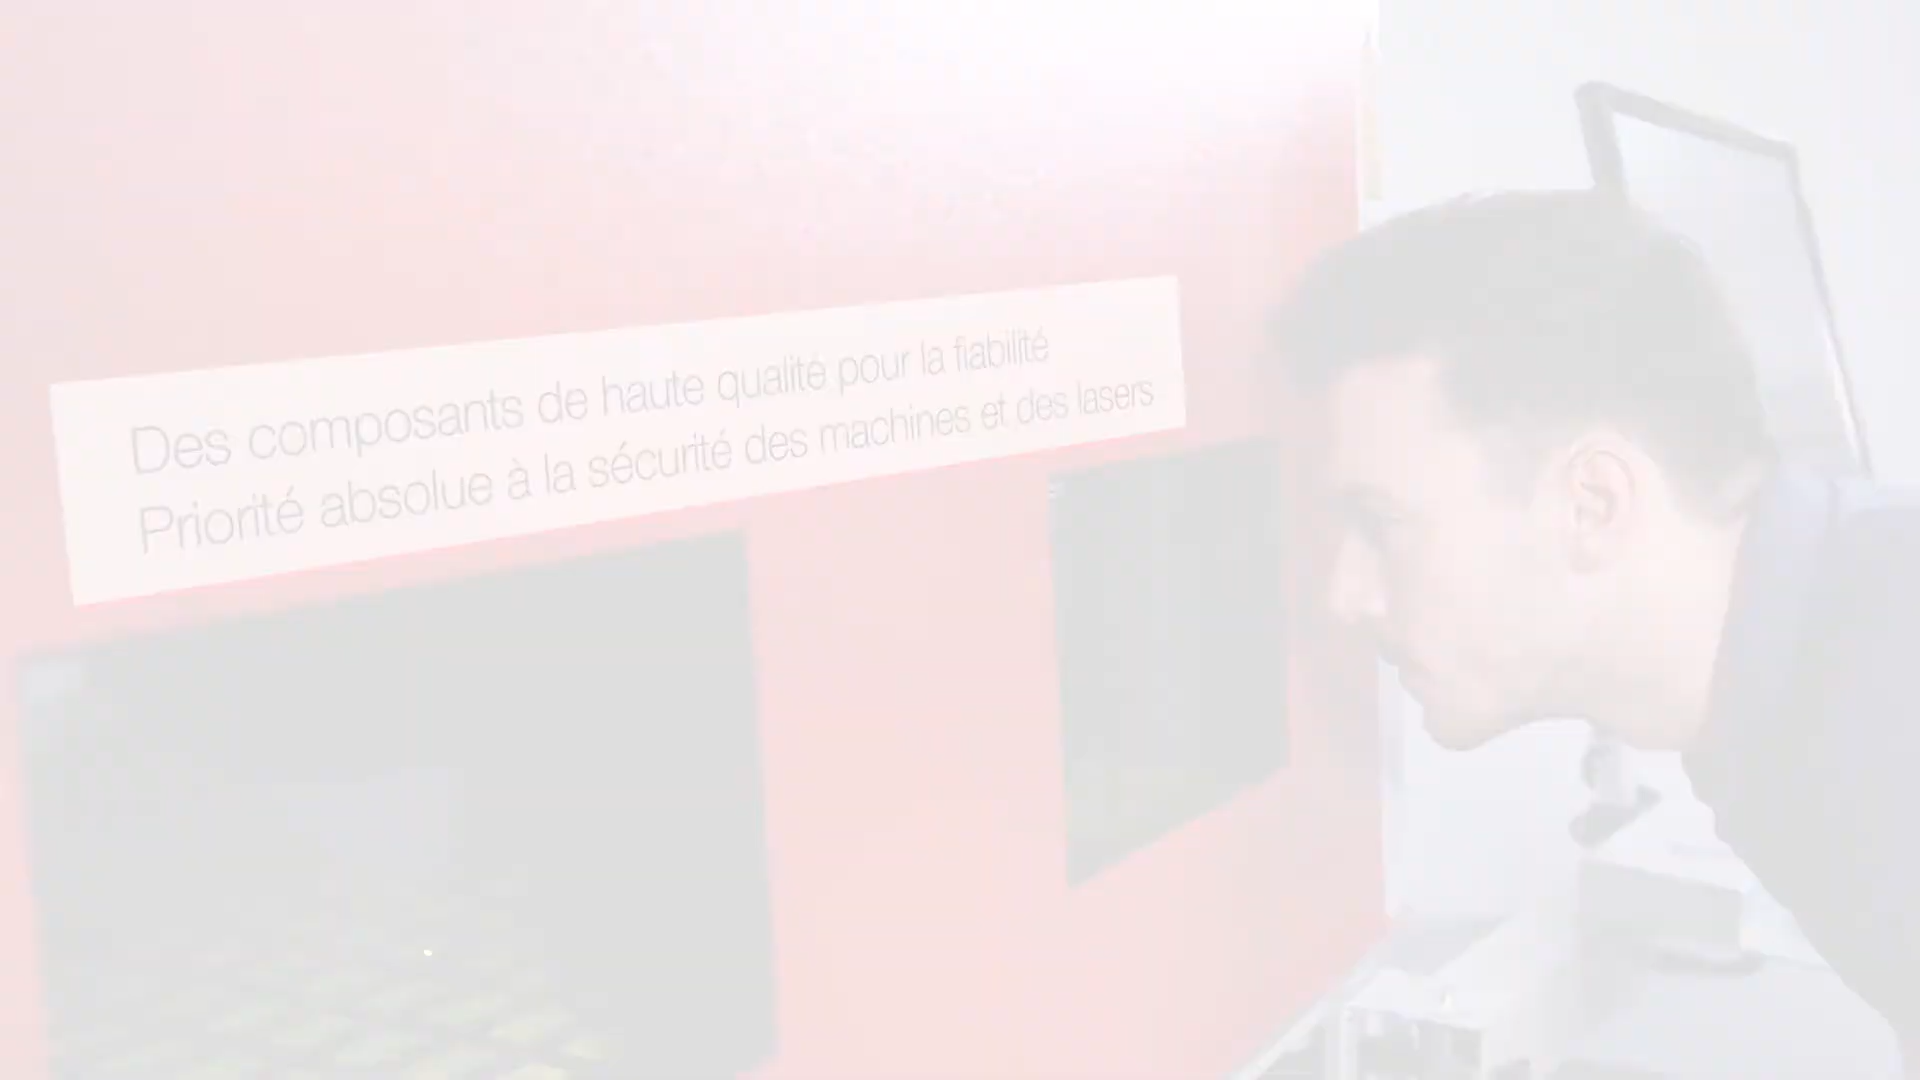 Des composants de haute qualité pour la fiabilité
Priorité absolue à la sécurité des machines et des lasers